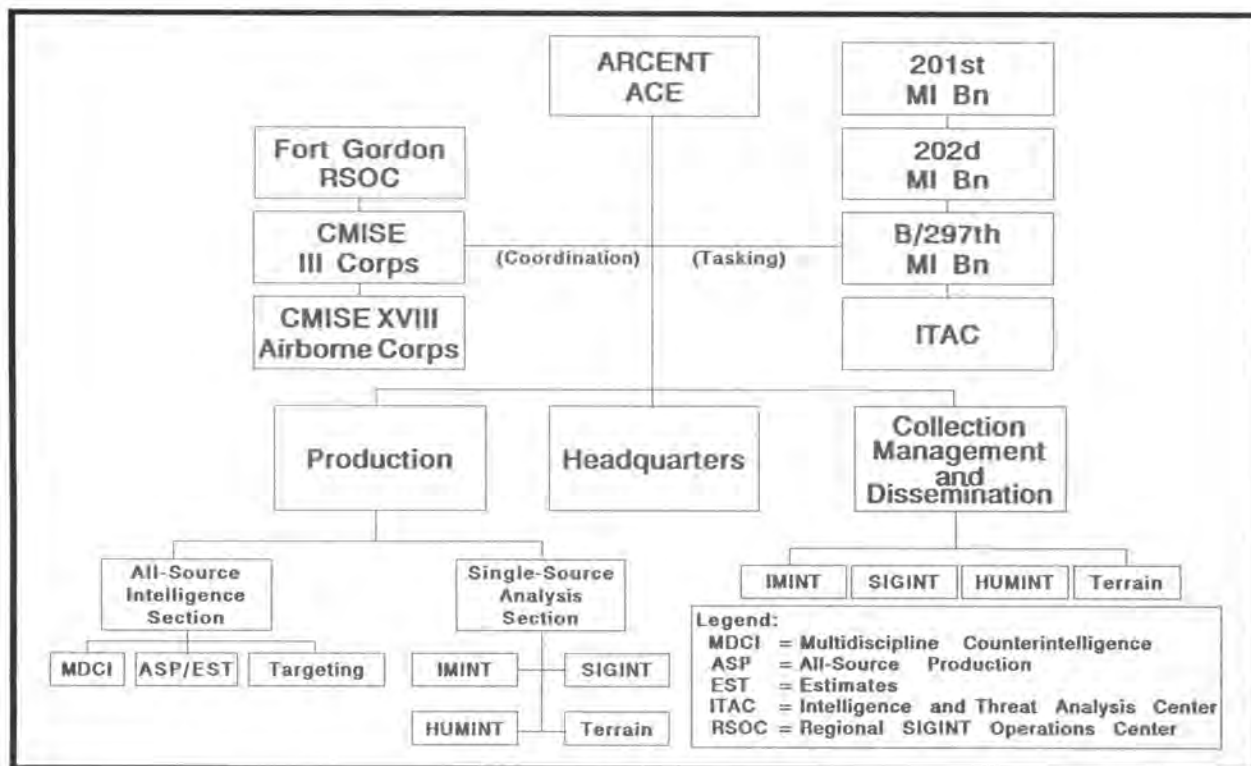 ARCENT
ACE
201st
MI Bn
Fort Gordon
RSOC
202d
MI Bn
CMISE
III Corps
(Coordination)
(Tasking)
B/297th
MI Bn
CMISE XVIII
Airborne Corps
ITAC
Production
Headquarters
Collection
Management
and
Dissemination
All-Source
Intelligence
Section
Single-Source
Analysis
Section
MDCI
ASP/EST
Targeting
IMINT
SIGINT
HUMINT
Terrain
IMINT
SIGINT
HUMINT
Terrain
Legend:
MDCI = Multidiscipline Counterintelligence
ASP = All-Source Production
EST = Estimates
ITAC = Intelligence and Threat Analysis Center
RSOC = Regional SIGINT Operations Center